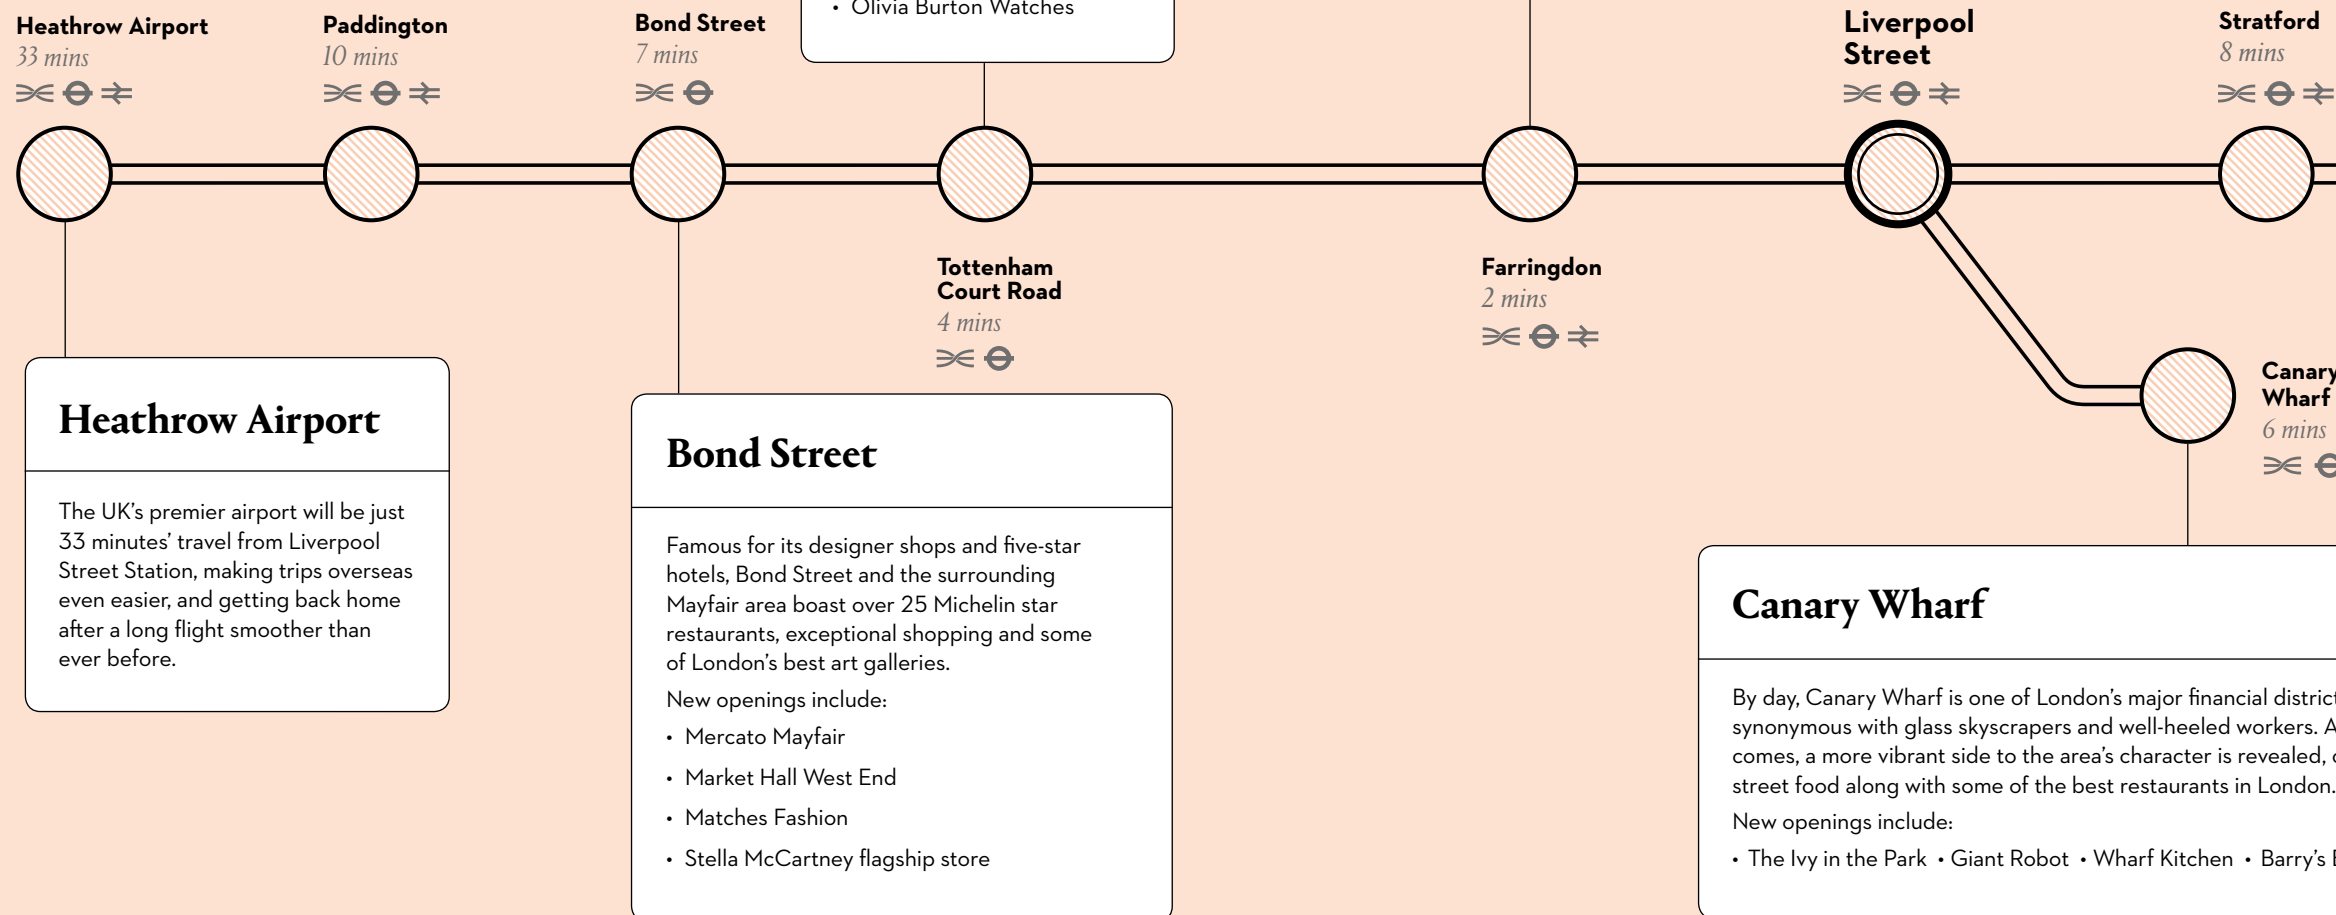 Heathrow Airport
33 mins
Paddington
10 mins
Bond Street
7 mins
• Olivia Burton Watches
Liverpool
Street
Stratford
8 mins
Tottenham
Court Road
4 mins
Farringdon
2 mins
Canary
Wharf
6 mins
Heathrow Airport
The UK’s premier airport will be just
33 minutes’ travel from Liverpool
Street Station, making trips overseas
even easier, and getting back home
after a long flight smoother than
ever before.
Bond Street
Famous for its designer shops and five-star
hotels, Bond Street and the surrounding
Mayfair area boast over 25 Michelin star
restaurants, exceptional shopping and some
of London’s best art galleries.
New openings include:
• Mercato Mayfair
• Market Hall West End
• Matches Fashion
• Stella McCartney flagship store
Canary Wharf
By day, Canary Wharf is one of London’s major financial district
synonymous with glass skyscrapers and well-heeled workers. A
comes, a more vibrant side to the area’s character is revealed,
street food along with some of the best restaurants in London.
New openings include:
• The Ivy in the Park • Giant Robot • Wharf Kitchen • Barry’s